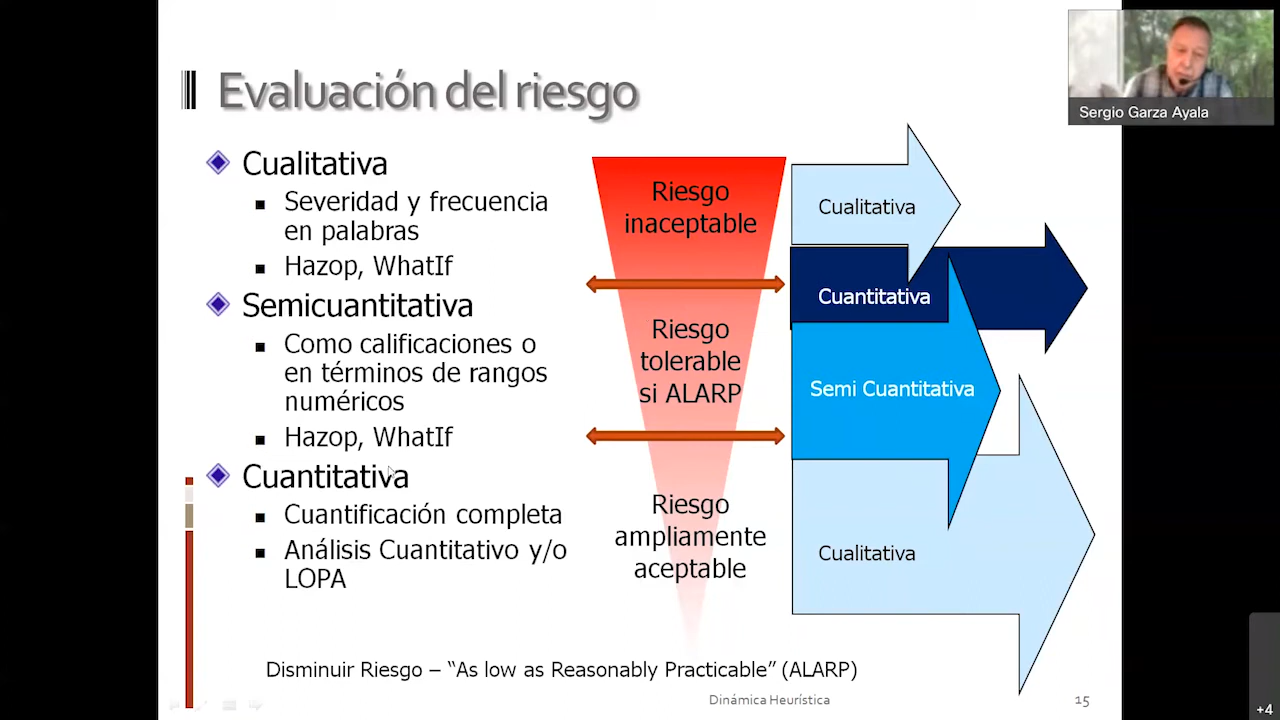 Evaluación del riesgo
Sergio Garza Ayala
Cualitativa
Severidad y frecuencia
en palabras
Hazop, WhatIf
Semicuantitativa
Como calificaciones o
en términos de rangos
numéricos
Hazop, WhatIf
Cuantitativa
Cuantificación completa
Análisis Cuantitativo y/o
LOPA
Riesgo
inaceptable
Riesgo
tolerable
si ALARP
Riesgo
ampliamente
aceptable
Cualitativa
Cuantitativa
Semi Cuantitativa
Cualitativa
Disminuir Riesgo – “As low as Reasonably Practicable” (ALARP)
Dinámica Heurística
15
+4